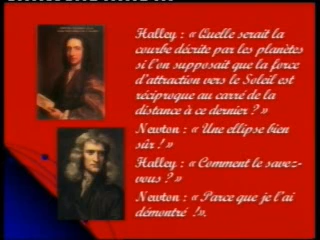 Halley : « Quelle serait la
courbe décrite par les planètes
si l'on supposait que la force
d'attraction vers le Soleil est
réciproque au carré de la
distance à ce dernier ? »
Newton : « Une ellipse bien
sûr ! »
Halley : « Comment le savez-
vous ? »
Newton : « Parce que je l'ai
démontré !».